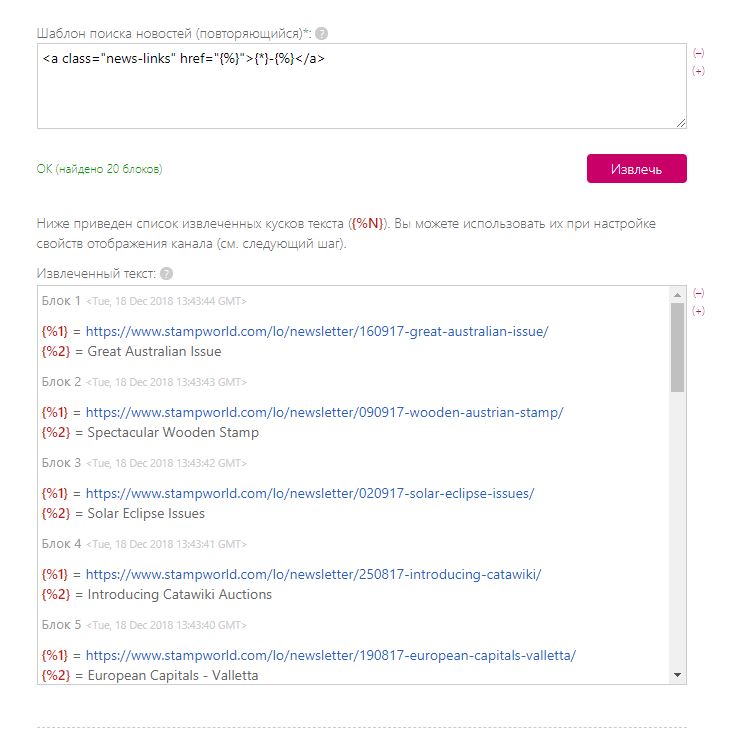 Шаблон поиска новостей (повторяющийся)*: ?
<a class="news-links" href="{%}">{*}-{%}</a>
(–)
(+)
OK (найдено 20 блоков)
Извлечь
Ниже приведен список извлеченных кусков текста ({%N}). Вы можете использовать их при настройке
свойств отображения канала (см. следующий шаг).
Извлеченный текст: ?
(–)
(+)
Блок 1 <Tue, 18 Dec 2018 13:43:44 GMT>
{%1} = https://www.stampworld.com/lo/newsletter/160917-great-australian-issue/
{%2} = Great Australian Issue
Блок 2 <Tue, 18 Dec 2018 13:43:43 GMT>
{%1} = https://www.stampworld.com/lo/newsletter/090917-wooden-austrian-stamp/
{%2} = Spectacular Wooden Stamp
Блок 3 <Tue, 18 Dec 2018 13:43:42 GMT>
{%1} = https://www.stampworld.com/lo/newsletter/020917-solar-eclipse-issues/
{%2} = Solar Eclipse Issues
Блок 4 <Tue, 18 Dec 2018 13:43:41 GMT>
{%1} = https://www.stampworld.com/lo/newsletter/250817-introducing-catawiki/
{%2} = Introducing Catawiki Auctions
Блок 5 <Tue, 18 Dec 2018 13:43:40 GMT>
{%1} = https://www.stampworld.com/lo/newsletter/190817-european-capitals-valletta/
{%2} = European Capitals - Valletta